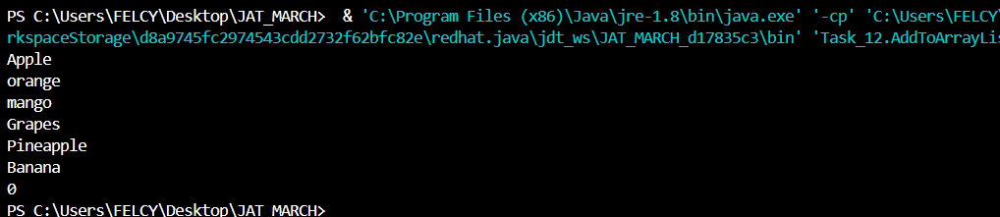 PS C:\Users\FELCY\Desktop\JAT_MARCH>  & 'C:\Program Files (x86)\Java\jre-1.8\bin\java.exe' '-cp' 'C:\Users\FELCY\
rkspaceStorage\d8a9745fc2974543cdd2732f62bfc82e\redhat.java\jdt_ws\JAT_MARCH_d17835c3\bin' 'Task_12.AddToArrayLis
Apple
orange
mango
Grapes
Pineapple
Banana
0
PS C:\Users\FELCY\Desktop\JAT_MARCH>